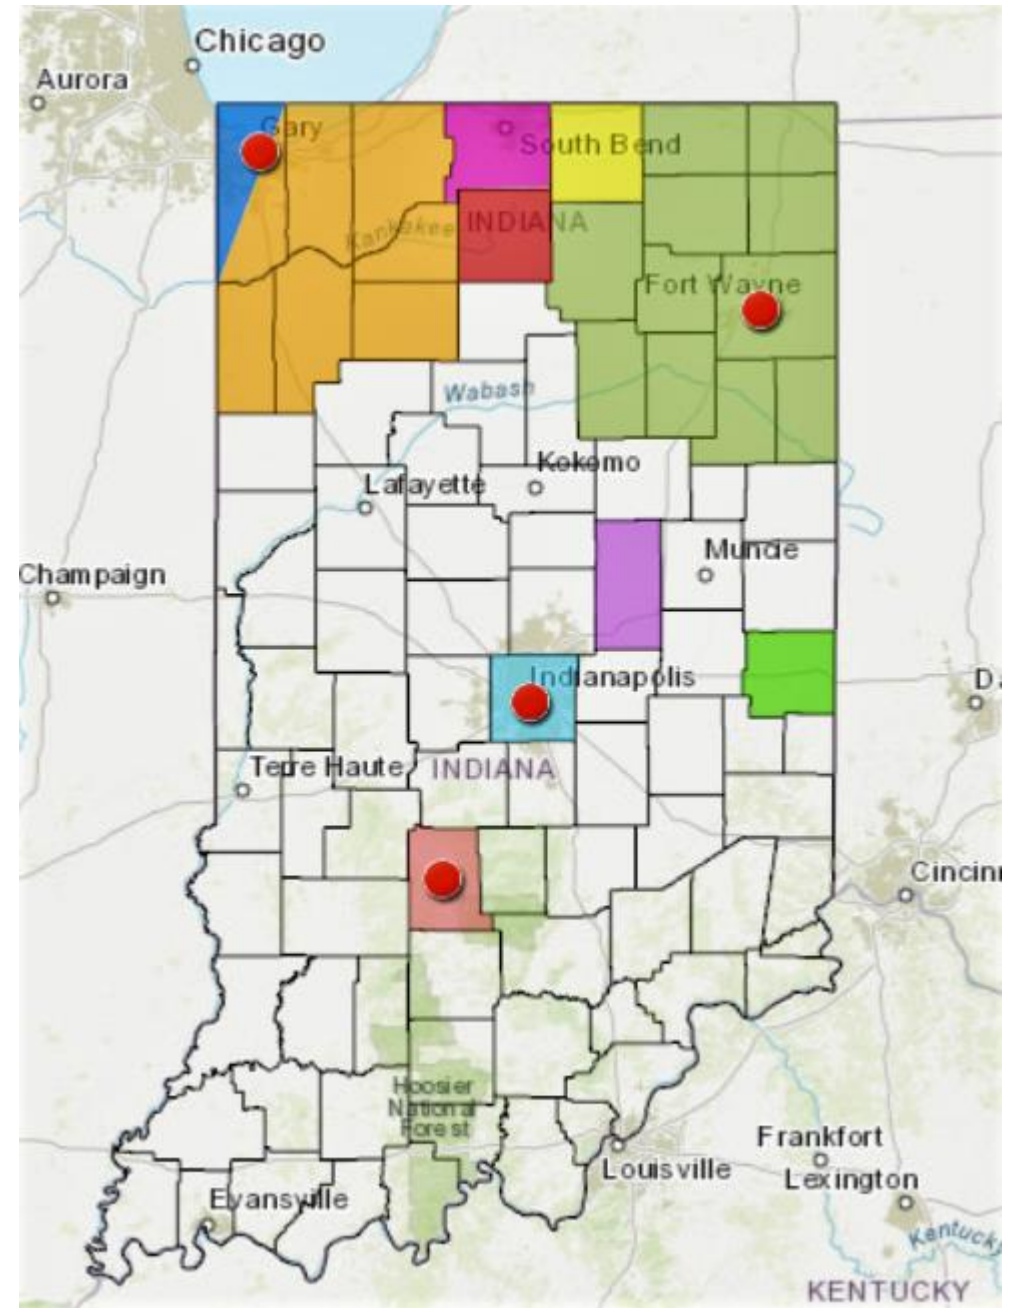 Chicago
Aurora
Gary
South Bend
Kankakee
INDIANA
Fort Wayne
Wabash
Kokomo
Lafayette
Muncie
Champaign
Indianapolis
D
Terre Haute
INDIANA
Cincin
Hoosier
National
Forest
Frankfort
Louisville
Lexington
Evansville
Kentucky
KENTUCKY